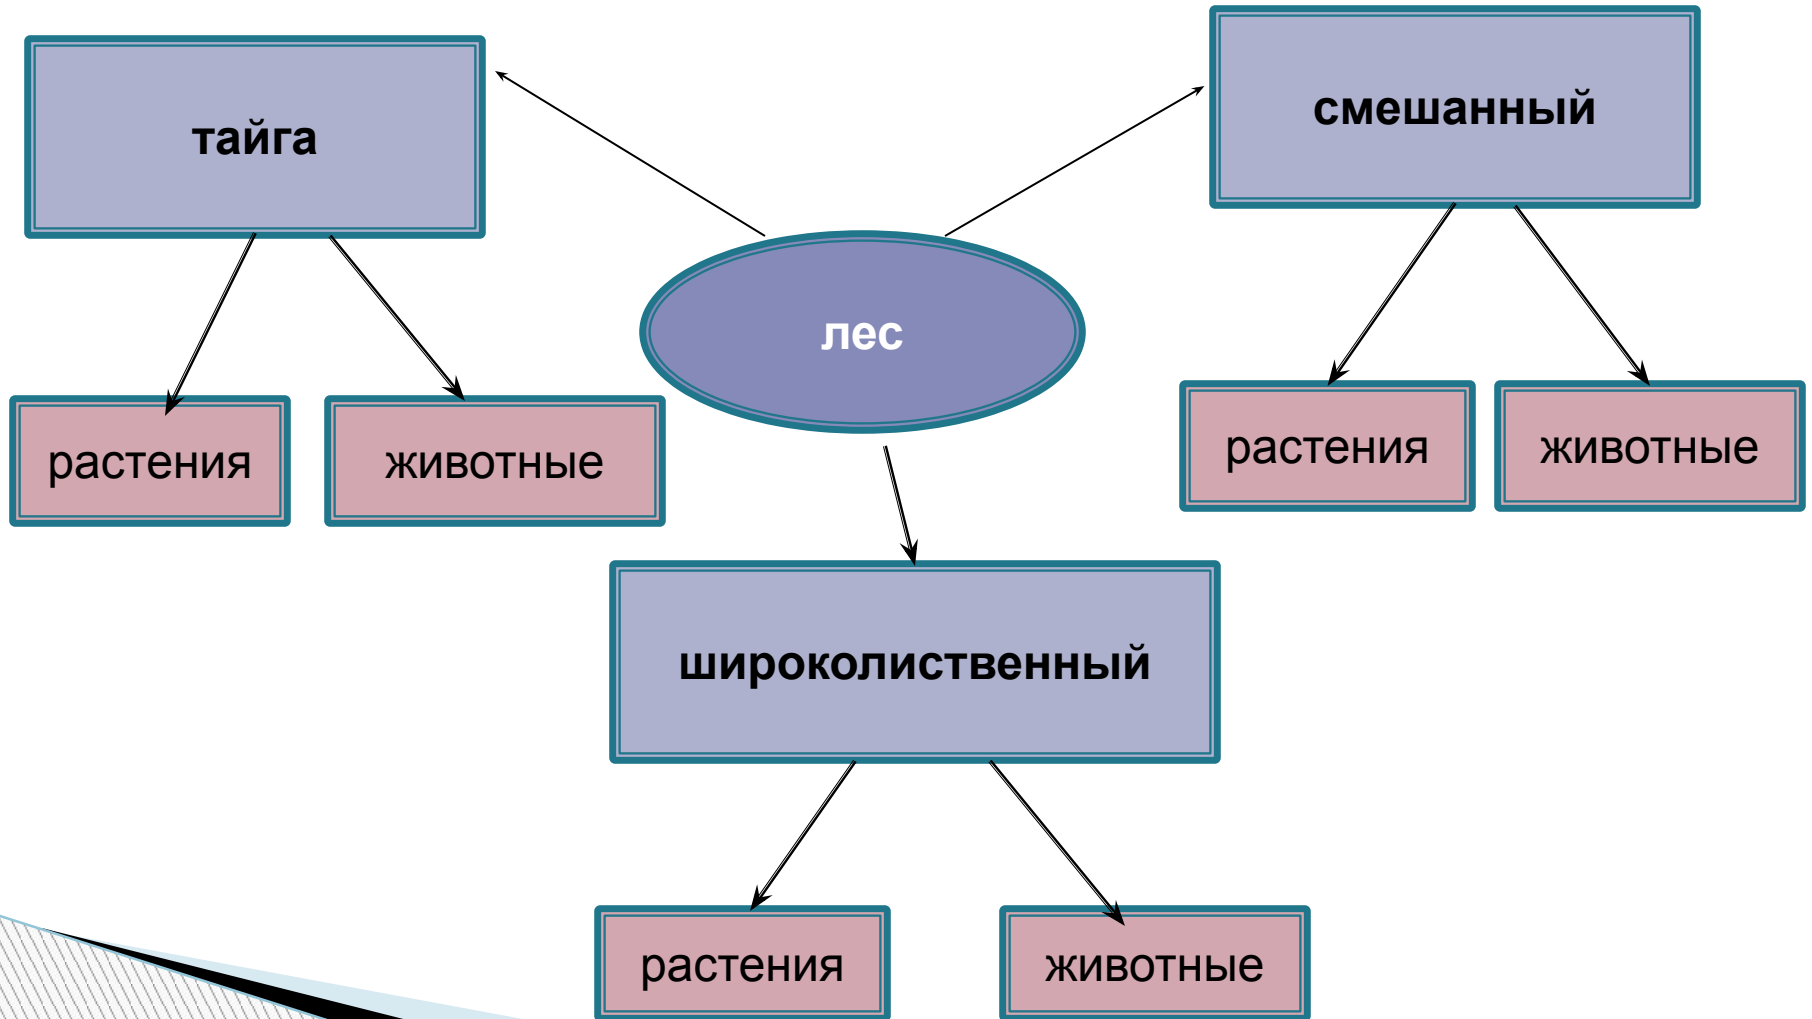 тайга
смешанный
лес
растения
животные
растения
животные
широколиственный
растения
животные